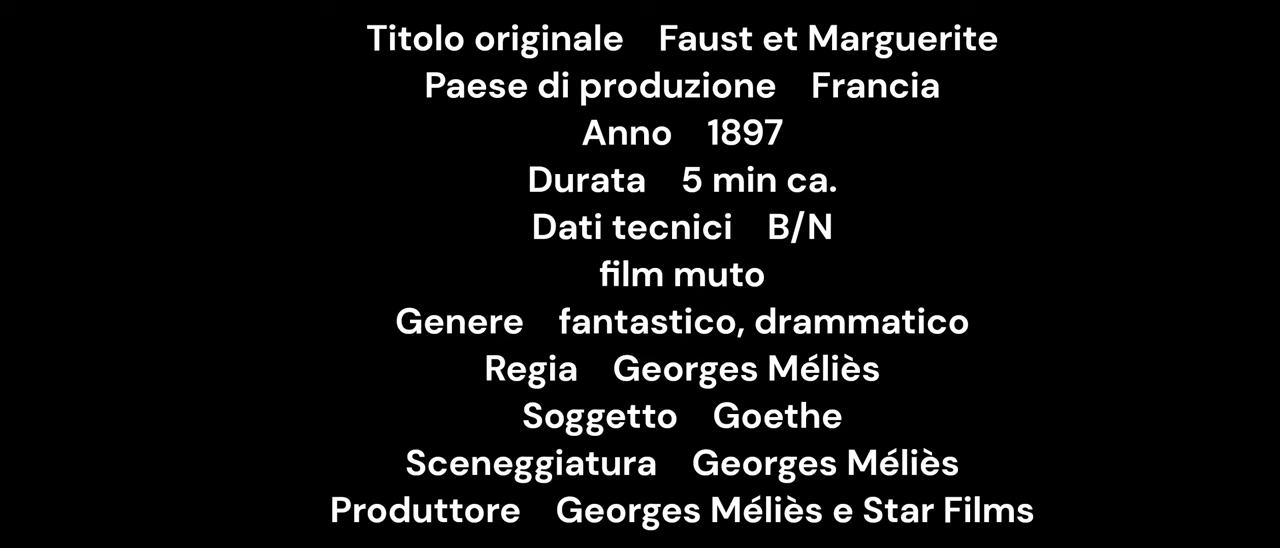 Titolo originale Faust et Marguerite
Paese di produzione Francia
Anno 1897
Durata 5 min ca.
Dati tecnici B/N
film muto
Genere fantastico, drammatico
Regia Georges Méliès
Soggetto Goethe
Sceneggiatura Georges Méliès
Produttore Georges Méliès e Star Films